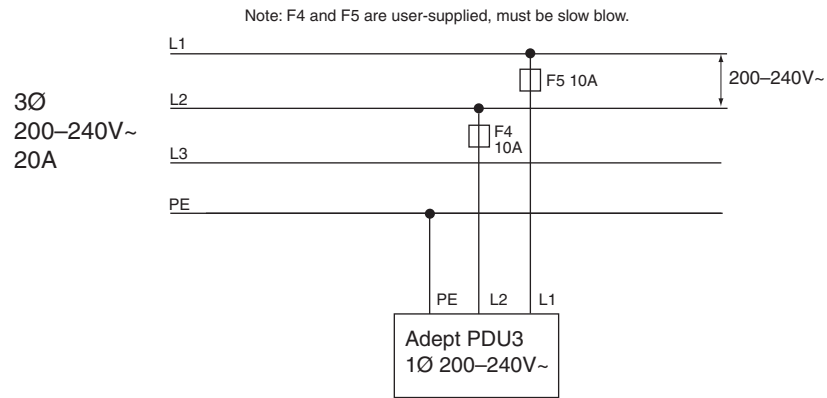 Note: F4 and F5 are user-supplied, must be slow blow.
L1
F5 10A
200–240V~
3Ø
200–240V~
20A
L2
F4
10A
L3
PE
PE L2 L1
Adept PDU3
1Ø 200–240V~